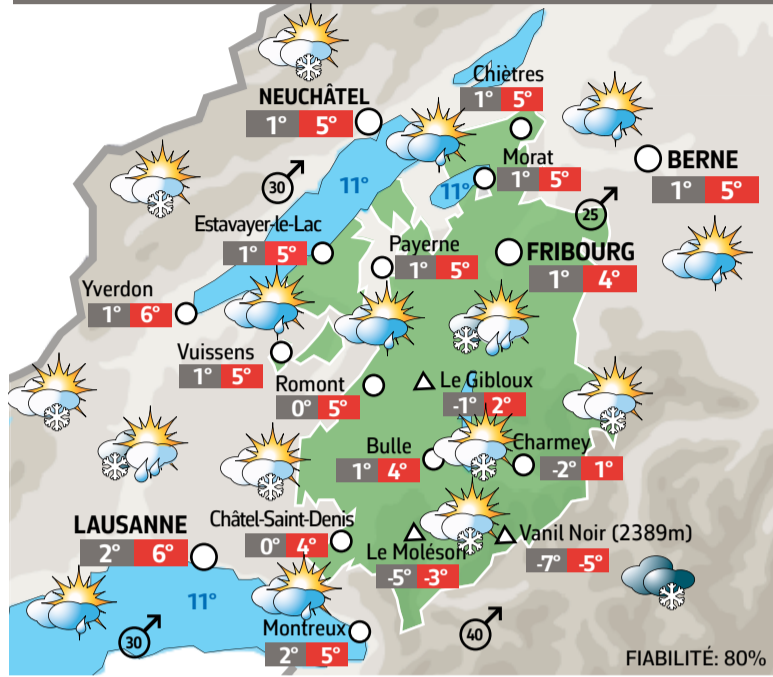 Chiètres
1° 5°
NEUCHÂTEL
1° 5°
Morat
1° 5°
BERNE
1° 5°
30
11°
11°
25
Estavayer-le-Lac
1° 5°
Payerne
1° 5°
FRIBOURG
1° 4°
Yverdon
1° 6°
Vuissens
1° 5°
Romont
0° 5°
Le Gibloux
-1° 2°
Bulle
1° 4°
Charmey
-2° 1°
LAUSANNE
2° 6°
Châtel-Saint-Denis
0° 4°
Le Moléson
-5° -3°
Vanil Noir (2389m)
-7° -5°
11°
30
Montreux
2° 5°
40
FIABILITÉ: 80%